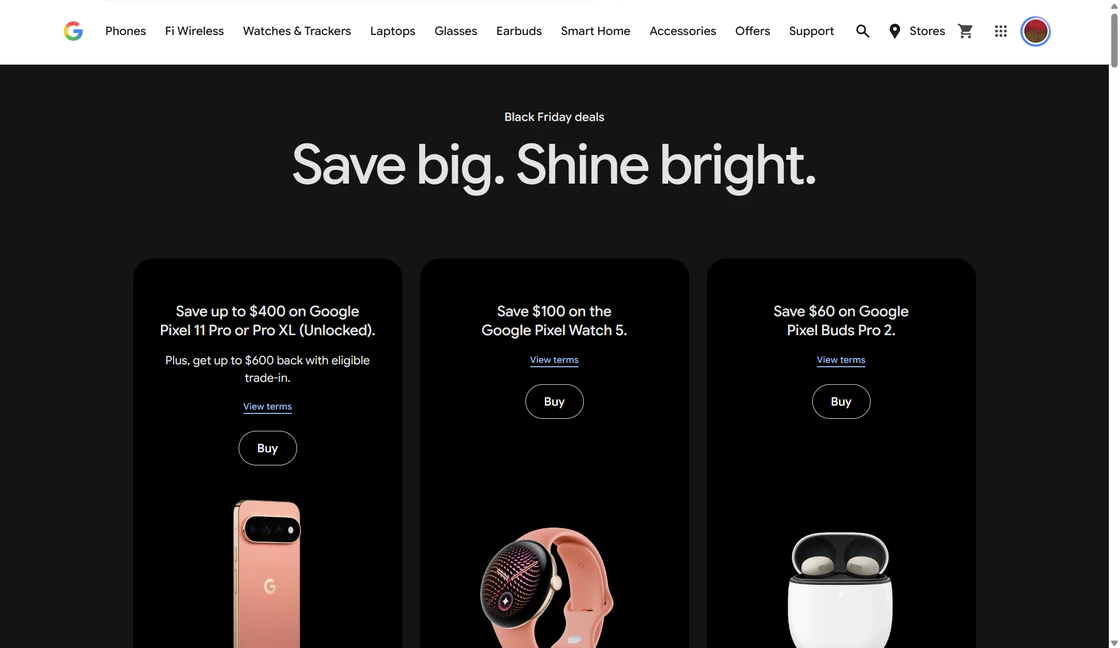 Phones
Fi Wireless
Watches & Trackers
Laptops
Glasses
Earbuds
Smart Home
Accessories
Offers
Support
Stores
Black Friday deals
Save big. Shine bright.
Save up to $400 on Google
Pixel 11 Pro or Pro XL (Unlocked).
Plus, get up to $600 back with eligible
trade-in.
View terms
Buy
Save $100 on the
Google Pixel Watch 5.
View terms
Buy
Save $60 on Google
Pixel Buds Pro 2.
View terms
Buy